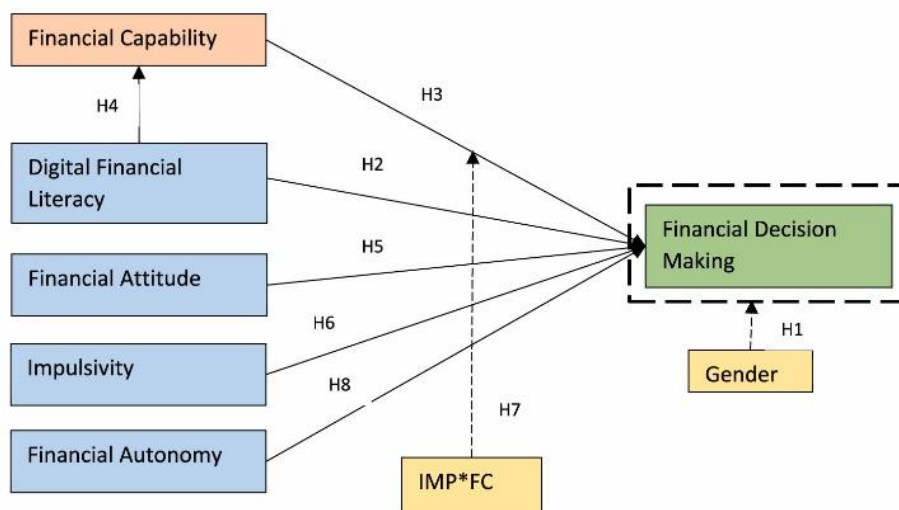 Financial Capability
H3
H4
Digital Financial
Literacy
H2
Financial Decision
Making
H5
Financial Attitude
H6
H1
Impulsivity
Gender
H8
H7
Financial Autonomy
IMP*FC